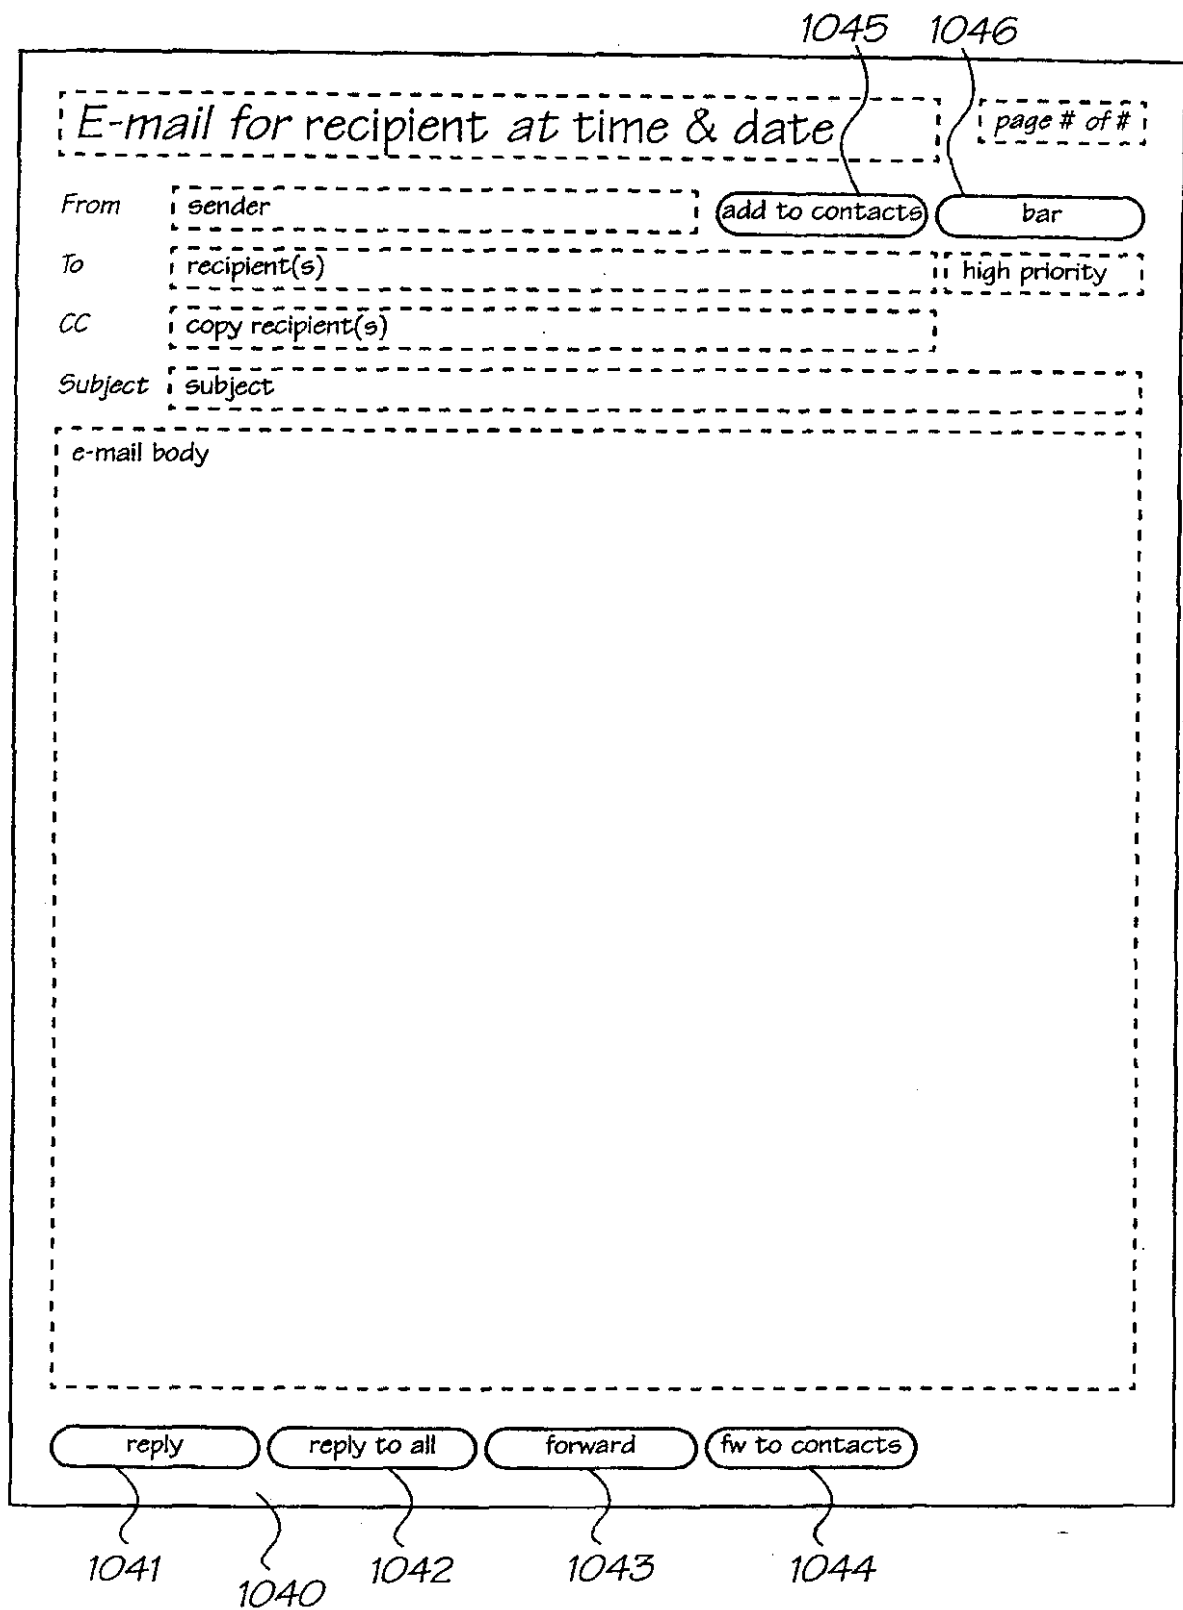 1045 1046
E-mail for recipient at time & date page # of #
From sender add to contacts bar
To recipient(s) high priority
CC copy recipient(s)
Subject subject
e-mail body
reply reply to all forward fw to contacts
1041 1040 1042 1043 1044